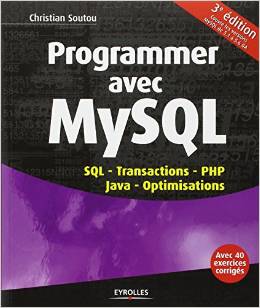 Christian Soutou
3e édition
Programmer
avec
MySQL
SQL - Transactions - PHP
Java - Optimisations
Avec 40
exercices
corrigés
EYROLLES